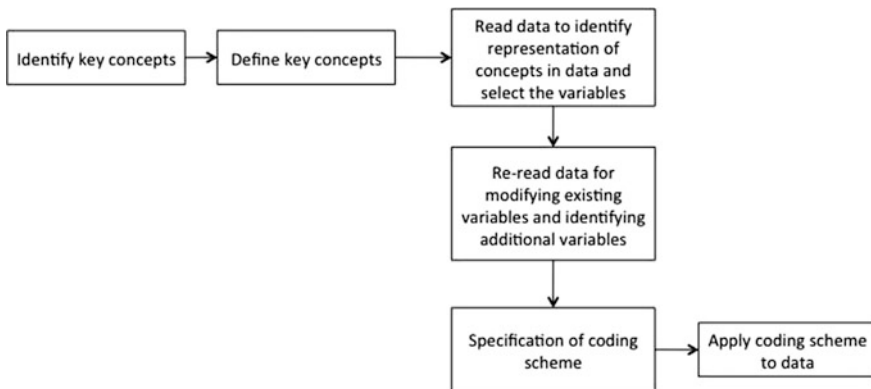 Identify key concepts
Define key concepts
Read data to identify
representation of
concepts in data and
select the variables
Re-read data for
modifying existing
variables and identifying
additional variables
Specification of coding
scheme
Apply coding scheme
to data